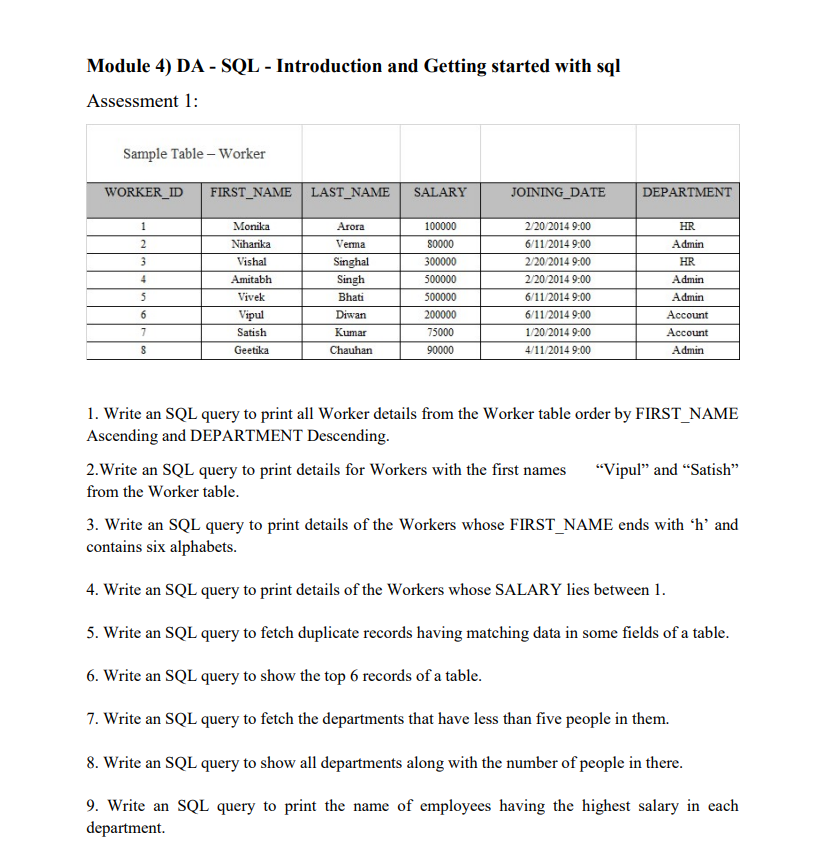 Module 4) DA - SQL - Introduction and Getting started with sql
Assessment 1:
Sample Table – Worker
WORKER_ID FIRST_NAME LAST_NAME SALARY JOINING_DATE DEPARTMENT
1 Monika Arora 100000 2/20/2014 9:00 HR
2 Niharika Verma 80000 6/11/2014 9:00 Admin
3 Vishal Singhal 300000 2/20/2014 9:00 HR
4 Amitabh Singh 500000 2/20/2014 9:00 Admin
5 Vivek Bhati 500000 6/11/2014 9:00 Admin
6 Vipul Diwan 200000 6/11/2014 9:00 Account
7 Satish Kumar 75000 1/20/2014 9:00 Account
8 Geetika Chauhan 90000 4/11/2014 9:00 Admin
1. Write an SQL query to print all Worker details from the Worker table order by FIRST_NAME
Ascending and DEPARTMENT Descending.
2.Write an SQL query to print details for Workers with the first names “Vipul” and “Satish”
from the Worker table.
3. Write an SQL query to print details of the Workers whose FIRST_NAME ends with ‘h’ and
contains six alphabets.
4. Write an SQL query to print details of the Workers whose SALARY lies between 1.
5. Write an SQL query to fetch duplicate records having matching data in some fields of a table.
6. Write an SQL query to show the top 6 records of a table.
7. Write an SQL query to fetch the departments that have less than five people in them.
8. Write an SQL query to show all departments along with the number of people in there.
9. Write an SQL query to print the name of employees having the highest salary in each
department.